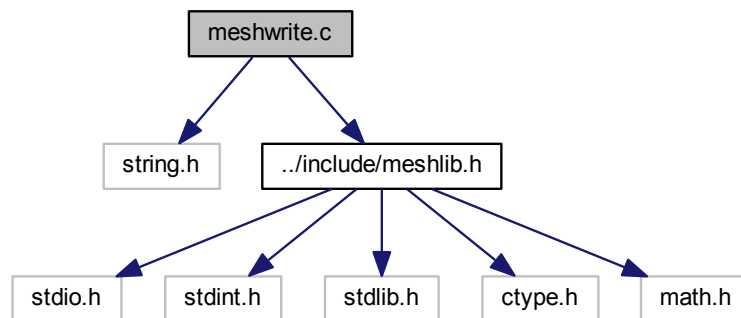 meshwrite.c
string.h
../include/meshlib.h
stdio.h
stdint.h
stdlib.h
ctype.h
math.h